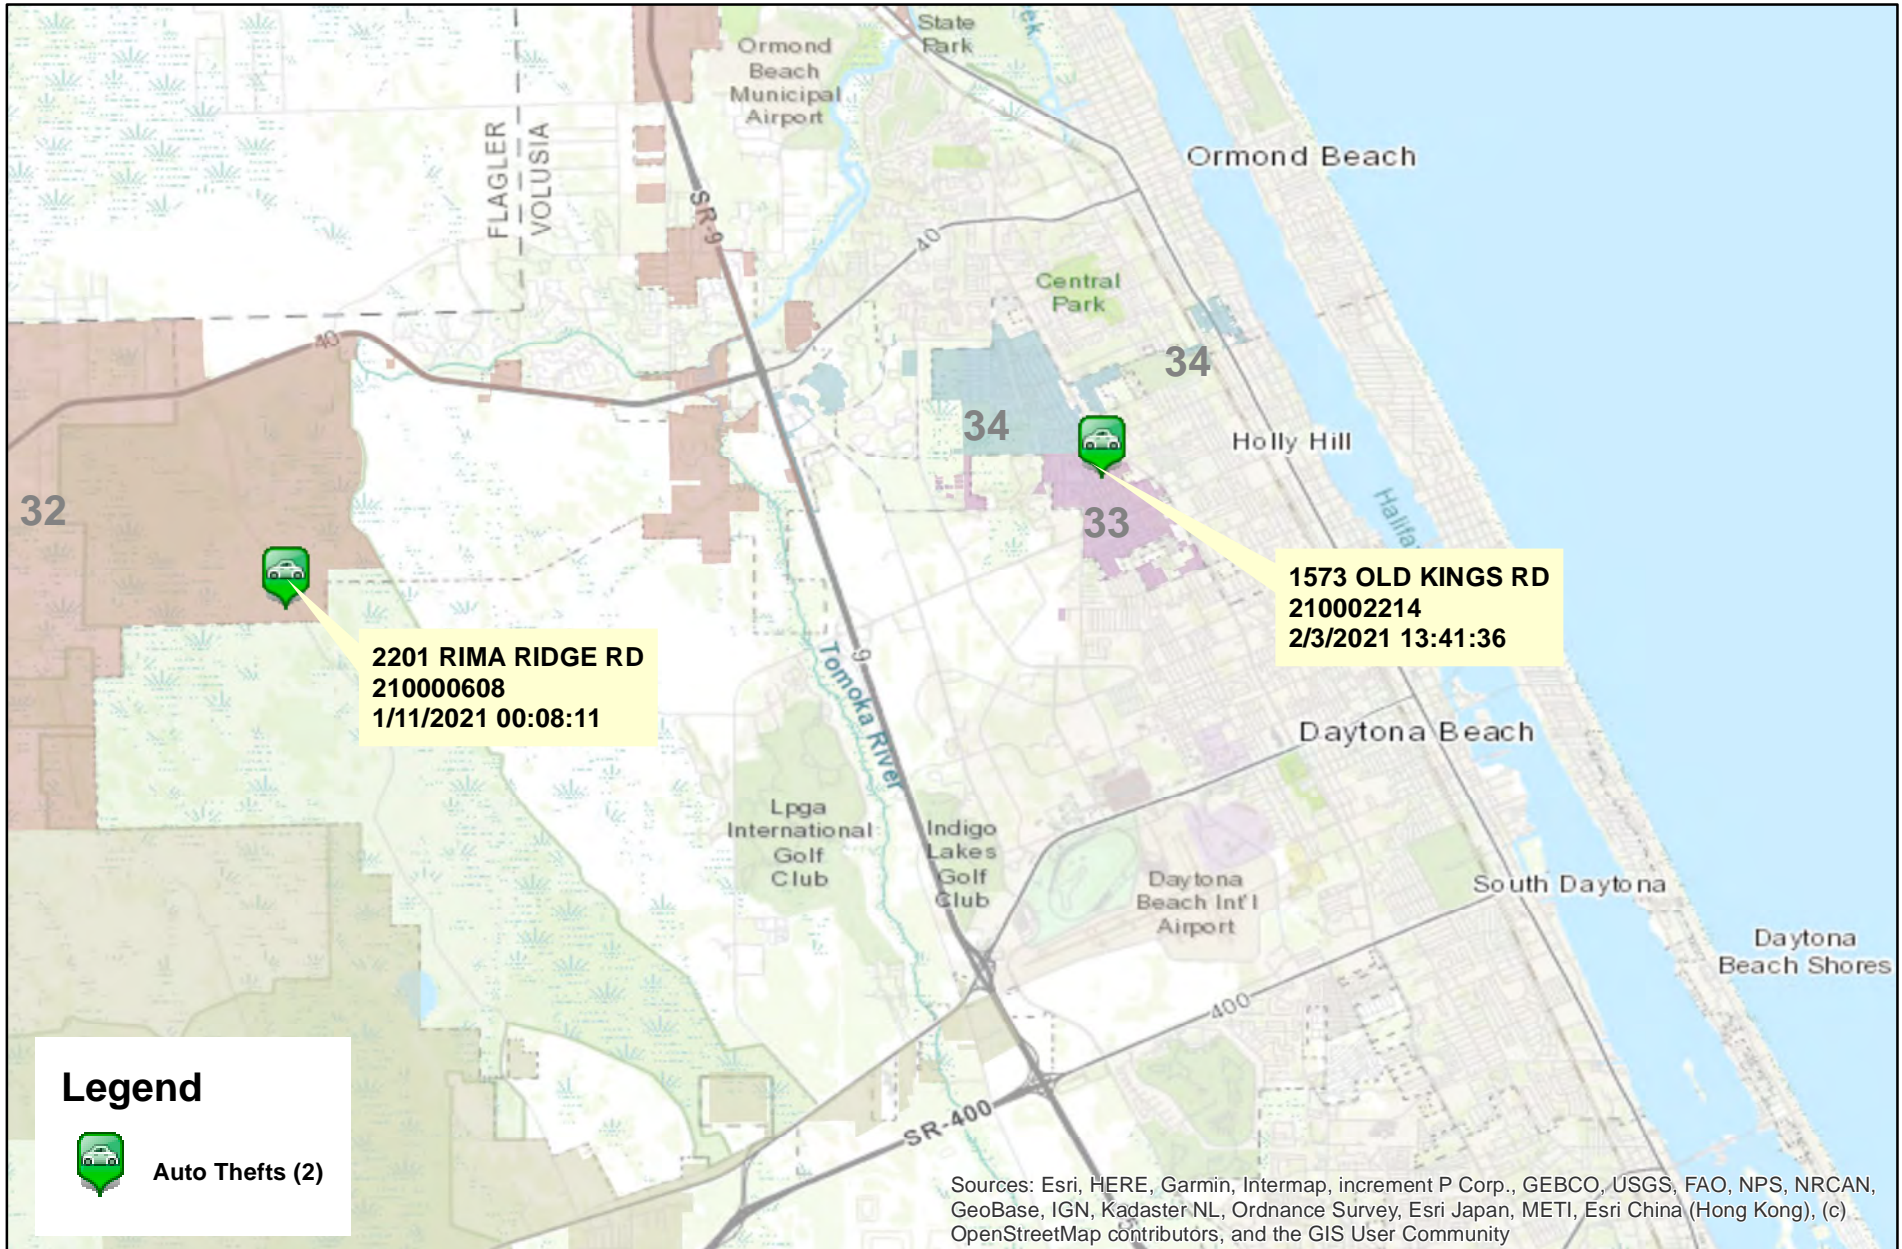 State
Park
ek
Ormond
Beach
Municipal
Airport
FLAGLER
VOLUSIA
Ormond Beach
SR-9
40
Central
Park
40
34
34
Holly Hill
32
33
Halifa
1573 OLD KINGS RD
210002214
2/3/2021 13:41:36
2201 RIMA RIDGE RD
210000608
1/11/2021 00:08:11
9
Tomoka River
Daytona Beach
Lpga
International
Golf
Club
Indigo
Lakes
Golf
Club
Daytona
Beach Int'l
Airport
South Daytona
Daytona
Beach Shores
400
SR-400
Legend
Auto Thefts (2)
Sources: Esri, HERE, Garmin, Intermap, increment P Corp., GEBCO, USGS, FAO, NPS, NRCAN,
GeoBase, IGN, Kadaster NL, Ordnance Survey, Esri Japan, METI, Esri China (Hong Kong), (c)
OpenStreetMap contributors, and the GIS User Community